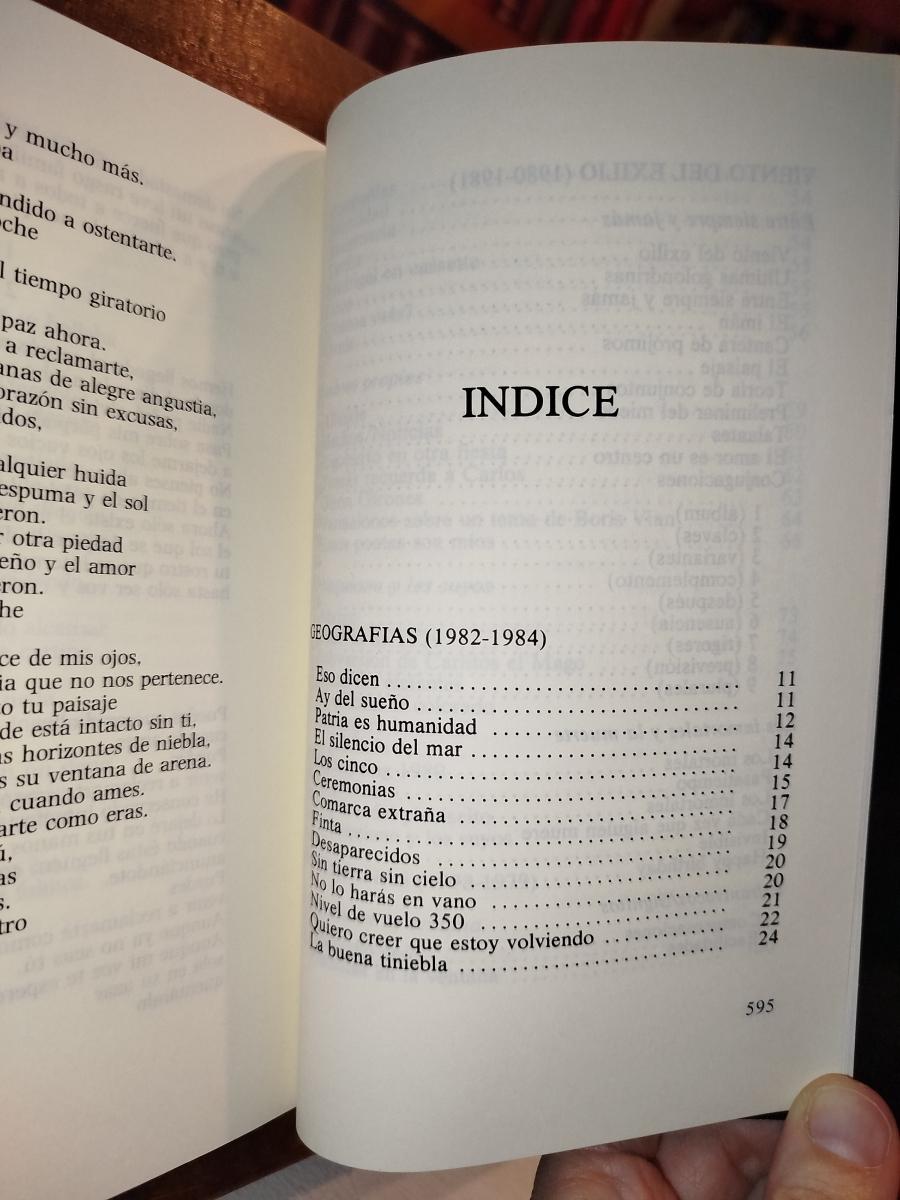 y mucho más.
a
ndido a ostentarte.
che
l tiempo giratorio
paz ahora.
a reclamarte,
anas de alegre angustia,
orazón sin excusas,
dos,
alquier huida
espuma y el sol
eron.
r otra piedad
eño y el amor
eron.
he
ce de mis ojos,
ia que no nos pertenece.
o tu paisaje
de está intacto sin ti,
as horizontes de niebla,
s su ventana de arena.
cuando ames.
arte como eras.
ú,
as
s.
tro
INDICE
GEOGRAFIAS (1982-1984)
Eso dicen 11
Ay del sueño 11
Patria es humanidad 12
El silencio del mar 14
Los cinco 14
Ceremonias 15
Comarca extraña 17
Finta 18
Desaparecidos 19
Sin tierra sin cielo 20
No lo harás en vano 20
Nivel de vuelo 350 21
Quiero creer que estoy volviendo 22
La buena tiniebla 24
595